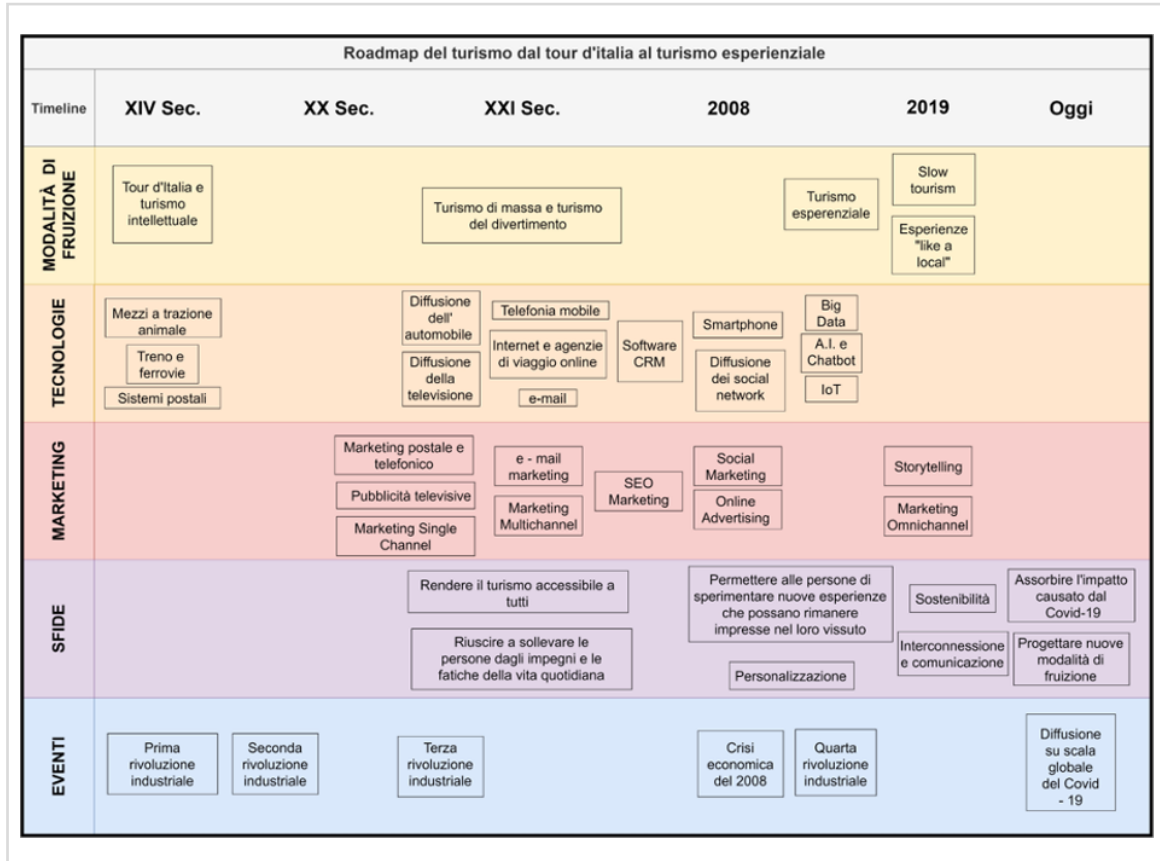 Roadmap del turismo dal tour d'italia al turismo esperienziale
Timeline
XIV Sec.
XX Sec.
XXI Sec.
2008
2019
Oggi
MODALITÀ DI
FRUIZIONE
Tour d'Italia e
turismo
intellettuale
Turismo di massa e turismo
del divertimento
Turismo
esperenziale
Slow
tourism
Esperienze
"like a
local"
TECNOLOGIE
Mezzi a trazione
animale
Treno e
ferrovie
Sistemi postali
Diffusione
dell'
automobile
Diffusione
della
televisione
Telefonia mobile
Internet e agenzie
di viaggio online
e-mail
Software
CRM
Smartphone
Diffusione
dei social
network
Big
Data
A.I. e
Chatbot
IoT
MARKETING
Marketing postale e
telefonico
Pubblicità televisive
Marketing Single
Channel
e - mail
marketing
Marketing
Multichannel
SEO
Marketing
Social
Marketing
Online
Advertising
Storytelling
Marketing
Omnichannel
SFIDE
Rendere il turismo accessibile a
tutti
Riuscire a sollevare le
persone dagli impegni e le
fatiche della vita quotidiana
Permettere alle persone di
sperimentare nuove esperienze
che possano rimanere
impresse nel loro vissuto
Personalizzazione
Sostenibilità
Interconnessione
e comunicazione
Assorbire l'impatto
causato dal
Covid-19
Progettare nuove
modalità di
fruizione
EVENTI
Prima
rivoluzione
industriale
Seconda
rivoluzione
industriale
Terza
rivoluzione
industriale
Crisi
economica
del 2008
Quarta
rivoluzione
industriale
Diffusione
su scala
globale
del Covid
- 19